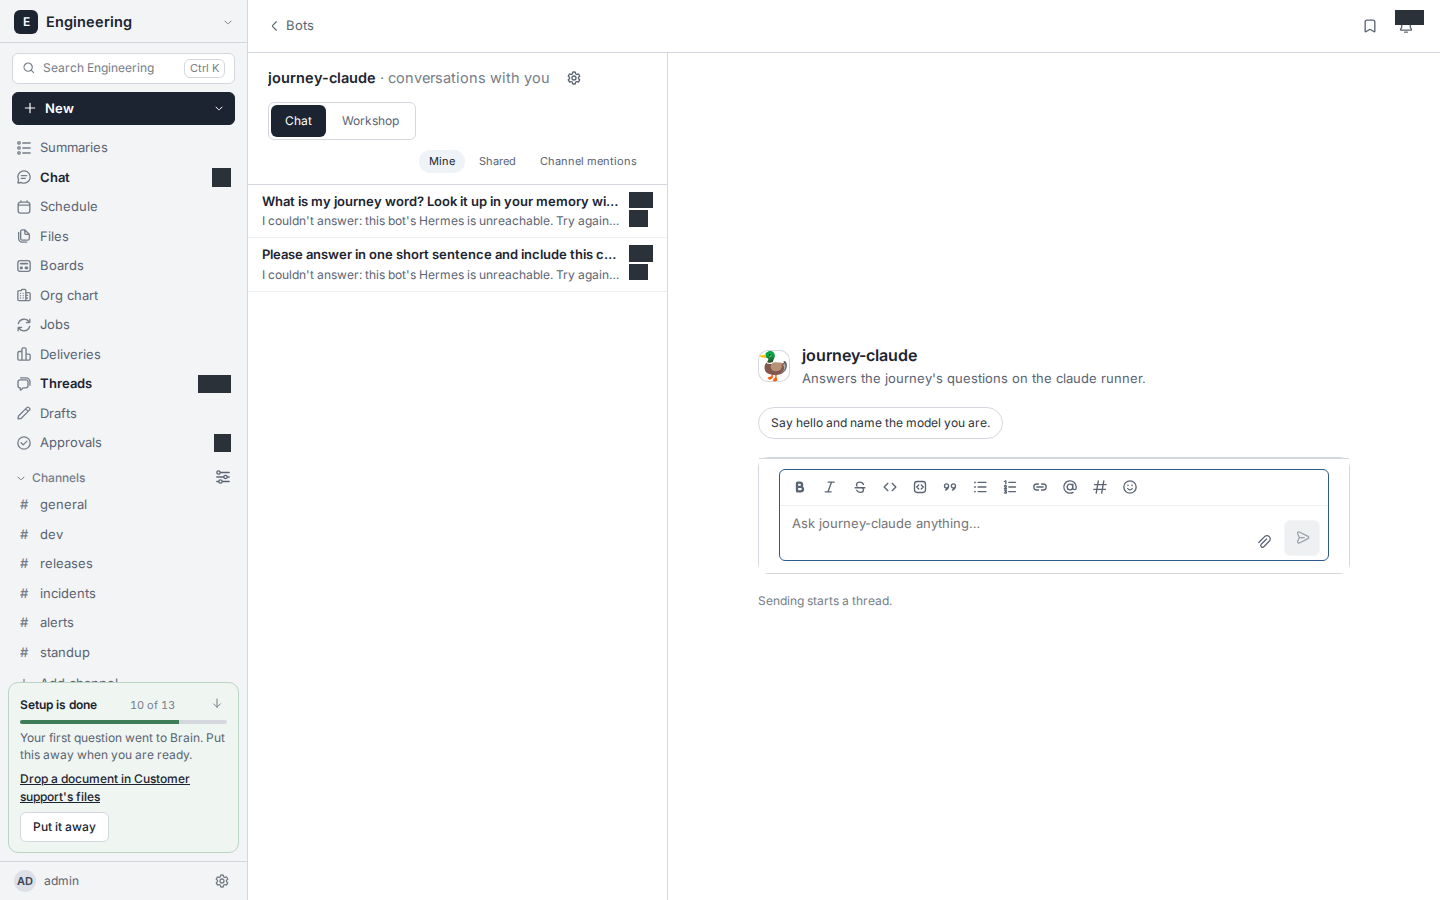 E Engineering
Search Engineering Ctrl K
New
Summaries
Chat
Schedule
Files
Boards
Org chart
Jobs
Deliveries
Threads
Drafts
Approvals
Channels
# general
# dev
# releases
# incidents
# alerts
# standup
Add channel
Setup is done 10 of 13
Your first question went to Brain. Put
this away when you are ready.
Drop a document in Customer
support's files
Put it away
AD admin
Bots
journey-claude · conversations with you
Chat Workshop
Mine Shared Channel mentions
What is my journey word? Look it up in your memory wi...
I couldn't answer: this bot's Hermes is unreachable. Try again...
Please answer in one short sentence and include this c...
I couldn't answer: this bot's Hermes is unreachable. Try again...
journey-claude
Answers the journey's questions on the claude runner.
Say hello and name the model you are.
Ask journey-claude anything...
Sending starts a thread.